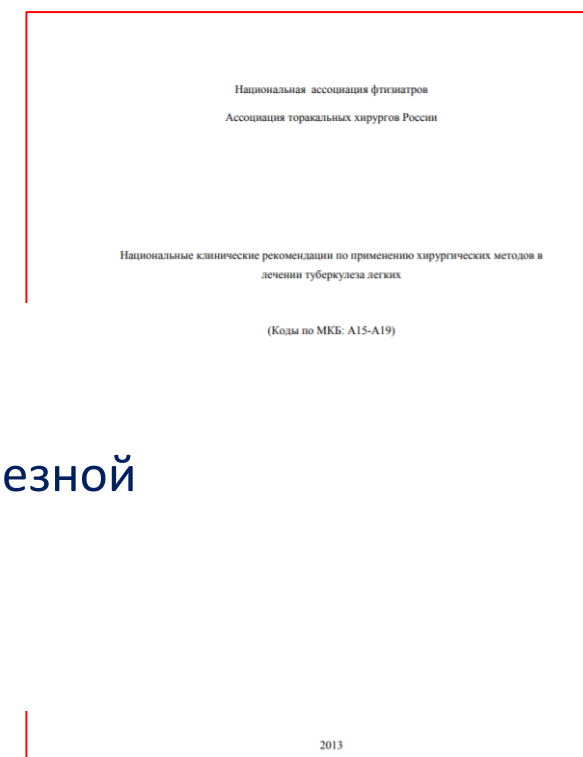 Национальная ассоциация фтизиатров
Ассоциация торакальных хирургов России
Национальные клинические рекомендации по применению хирургических методов в
лечении туберкулеза легких
(Коды по МКБ: А15-А19)
езной
2013